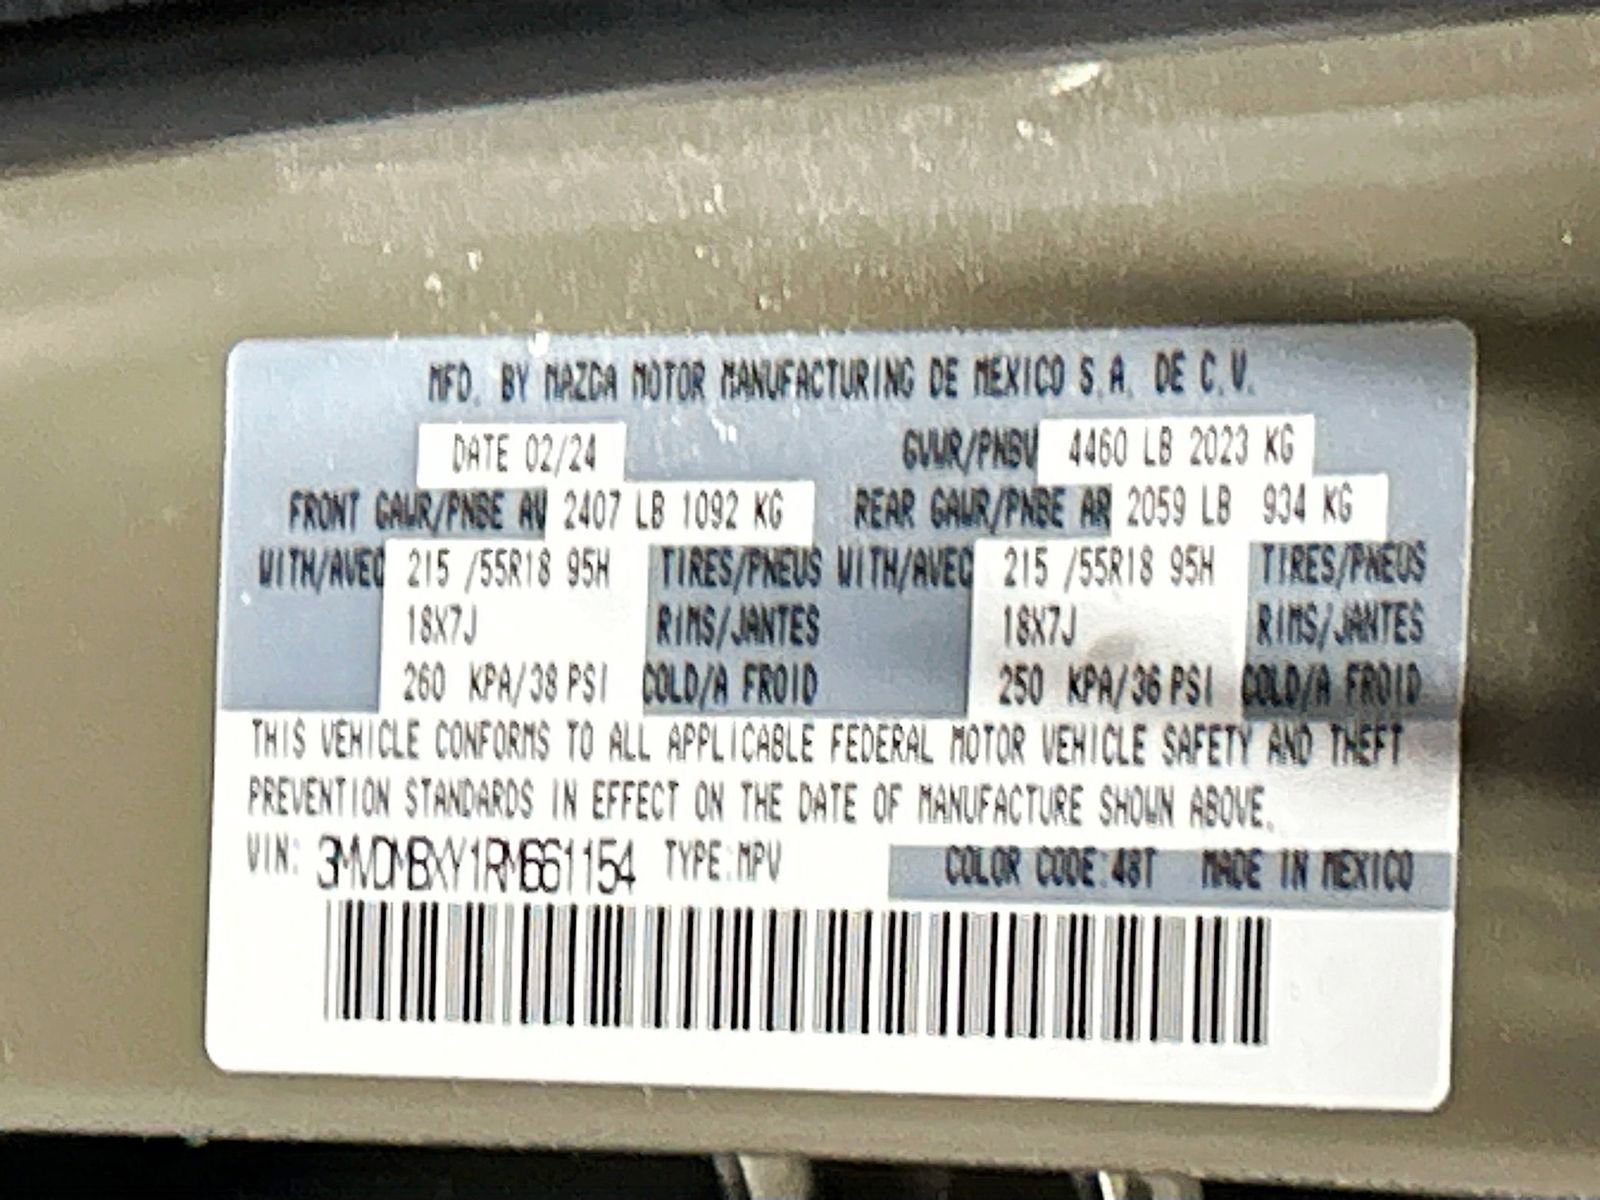 MFD. BY MAZDA MOTOR MANUFACTURING DE MEXICO S.A. DE C.V.
DATE 02/24 GVWR/PNBV 4460 LB 2023 KG
FRONT GAWR/PNBE AV 2407 LB 1092 KG REAR GAWR/PNBE AR 2059 LB 934 KG
WITH/AVEC 215 /55R18 95H TIRES/PNEUS WITH/AVEC 215 /55R18 95H TIRES/PNEUS
18X7J RIMS/JANTES 18X7J RIMS/JANTES
260 KPA/38 PSI COLD/A FROID 250 KPA/36 PSI COLD/A FROID
THIS VEHICLE CONFORMS TO ALL APPLICABLE FEDERAL MOTOR VEHICLE SAFETY AND THEFT
PREVENTION STANDARDS IN EFFECT ON THE DATE OF MANUFACTURE SHOWN ABOVE.
VIN: 3MVDMBXY1RM661154 TYPE:MPV COLOR CODE:48T MADE IN MEXICO